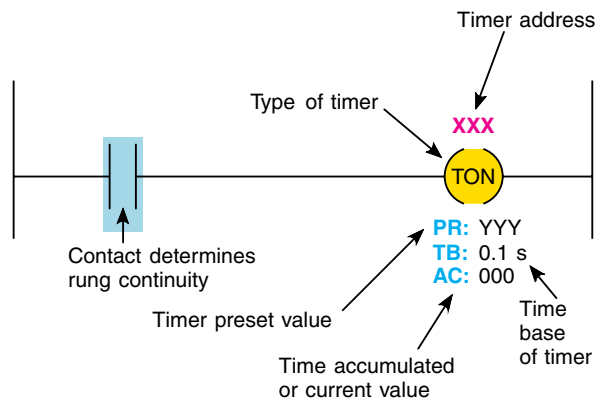 Timer address
Type of timer
XXX
TON
PR: YYY
TB: 0.1 s
AC: 000
Contact determines
rung continuity
Timer preset value
Time
base
of timer
Time accumulated
or current value